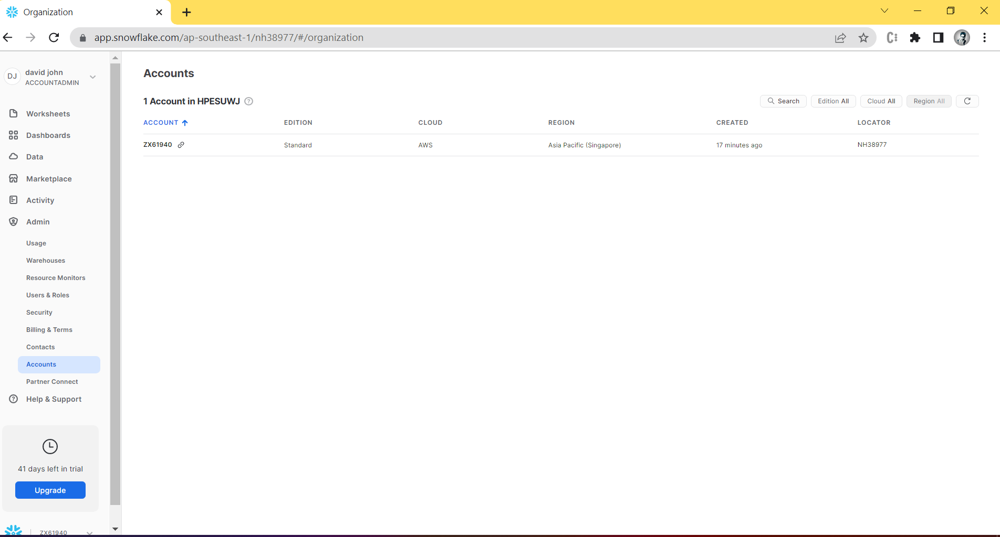 Organization
app.snowflake.com/ap-southeast-1/nh38977/#/organization
DJ
david john
ACCOUNTADMIN
Worksheets
Dashboards
Data
Marketplace
Activity
Admin
Usage
Warehouses
Resource Monitors
Users & Roles
Security
Billing & Terms
Contacts
Accounts
Partner Connect
Help & Support
41 days left in trial
Upgrade
ZX61940
Accounts
1 Account in HPESUWJ
Search
Edition All
Cloud All
Region All
ACCOUNT EDITION CLOUD REGION CREATED LOCATOR
ZX61940 Standard AWS Asia Pacific (Singapore) 17 minutes ago NH38977